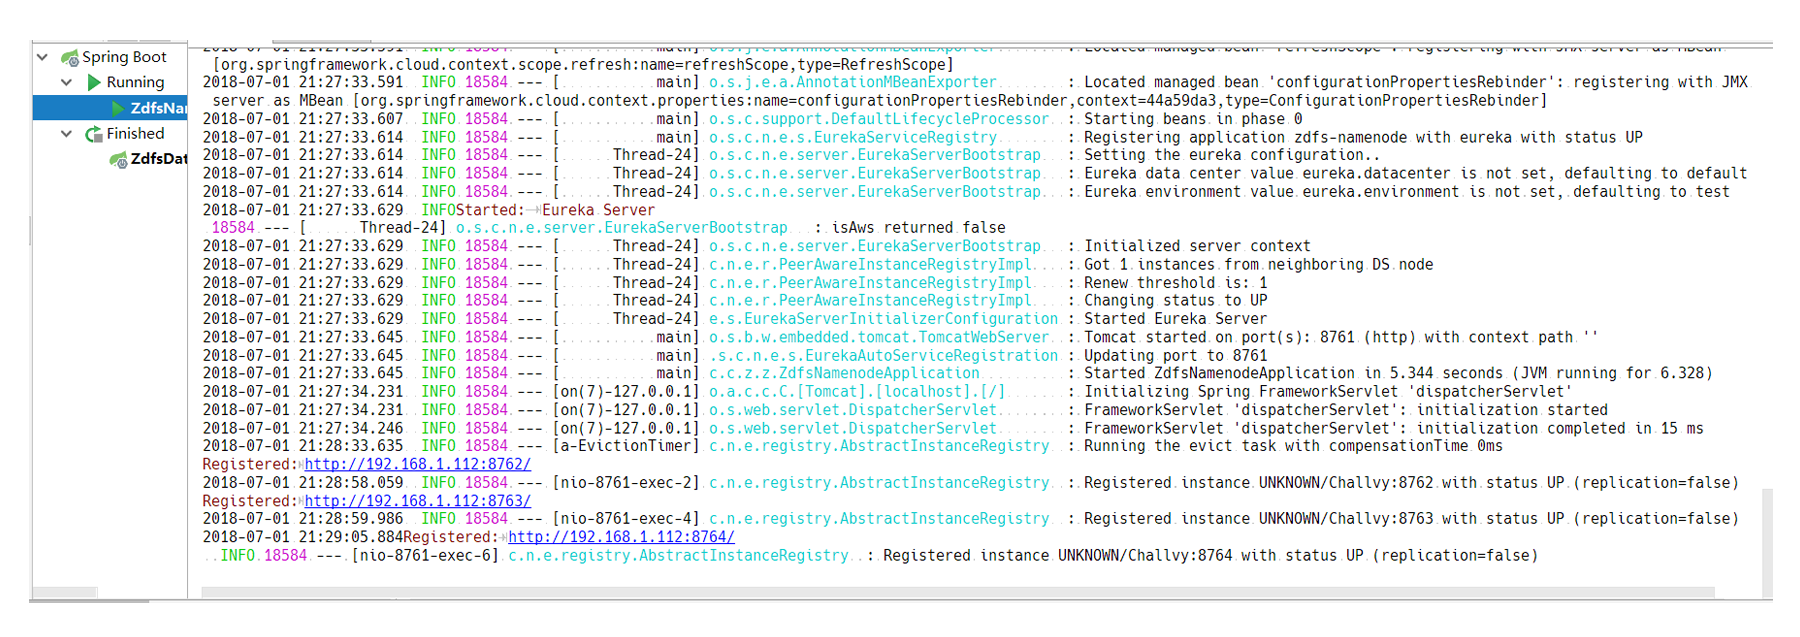 Spring Boot
Running
ZdfsNa
Finished
ZdfsDat
2018-07-01 21:27:33.591  INFO 18584 --- [           main] o.s.j.e.a.AnnotationMBeanExporter        : Located managed bean 'refreshScope': registering with JMX server as MBean
[org.springframework.cloud.context.scope.refresh:name=refreshScope,type=RefreshScope]
2018-07-01 21:27:33.591  INFO 18584 --- [           main] o.s.j.e.a.AnnotationMBeanExporter        : Located managed bean 'configurationPropertiesRebinder': registering with JMX
server as MBean [org.springframework.cloud.context.properties:name=configurationPropertiesRebinder,context=44a59da3,type=ConfigurationPropertiesRebinder]
2018-07-01 21:27:33.607  INFO 18584 --- [           main] o.s.c.support.DefaultLifecycleProcessor  : Starting beans in phase 0
2018-07-01 21:27:33.614  INFO 18584 --- [           main] o.s.c.n.e.s.EurekaServiceRegistry        : Registering application zdfs-namenode with eureka with status UP
2018-07-01 21:27:33.614  INFO 18584 --- [      Thread-24] o.s.c.n.e.server.EurekaServerBootstrap   : Setting the eureka configuration..
2018-07-01 21:27:33.614  INFO 18584 --- [      Thread-24] o.s.c.n.e.server.EurekaServerBootstrap   : Eureka data center value eureka.datacenter is not set, defaulting to default
2018-07-01 21:27:33.614  INFO 18584 --- [      Thread-24] o.s.c.n.e.server.EurekaServerBootstrap   : Eureka environment value eureka.environment is not set, defaulting to test
2018-07-01 21:27:33.629  INFOStarted: Eureka Server
18584 --- [      Thread-24] o.s.c.n.e.server.EurekaServerBootstrap   : isAws returned false
2018-07-01 21:27:33.629  INFO 18584 --- [      Thread-24] o.s.c.n.e.server.EurekaServerBootstrap   : Initialized server context
2018-07-01 21:27:33.629  INFO 18584 --- [      Thread-24] c.n.e.r.PeerAwareInstanceRegistryImpl    : Got 1 instances from neighboring DS node
2018-07-01 21:27:33.629  INFO 18584 --- [      Thread-24] c.n.e.r.PeerAwareInstanceRegistryImpl    : Renew threshold is: 1
2018-07-01 21:27:33.629  INFO 18584 --- [      Thread-24] c.n.e.r.PeerAwareInstanceRegistryImpl    : Changing status to UP
2018-07-01 21:27:33.629  INFO 18584 --- [      Thread-24] e.s.EurekaServerInitializerConfiguration : Started Eureka Server
2018-07-01 21:27:33.645  INFO 18584 --- [           main] o.s.b.w.embedded.tomcat.TomcatWebServer  : Tomcat started on port(s): 8761 (http) with context path ''
2018-07-01 21:27:33.645  INFO 18584 --- [           main] .s.c.n.e.s.EurekaAutoServiceRegistration : Updating port to 8761
2018-07-01 21:27:33.645  INFO 18584 --- [           main] c.c.z.z.ZdfsNamenodeApplication          : Started ZdfsNamenodeApplication in 5.344 seconds (JVM running for 6.328)
2018-07-01 21:27:34.231  INFO 18584 --- [on(7)-127.0.0.1] o.a.c.c.C.[Tomcat].[localhost].[/]       : Initializing Spring FrameworkServlet 'dispatcherServlet'
2018-07-01 21:27:34.231  INFO 18584 --- [on(7)-127.0.0.1] o.s.web.servlet.DispatcherServlet        : FrameworkServlet 'dispatcherServlet': initialization started
2018-07-01 21:27:34.246  INFO 18584 --- [on(7)-127.0.0.1] o.s.web.servlet.DispatcherServlet        : FrameworkServlet 'dispatcherServlet': initialization completed in 15 ms
2018-07-01 21:28:33.635  INFO 18584 --- [a-EvictionTimer] c.n.e.registry.AbstractInstanceRegistry  : Running the evict task with compensationTime 0ms
Registered: http://192.168.1.112:8762/
2018-07-01 21:28:58.059  INFO 18584 --- [nio-8761-exec-2] c.n.e.registry.AbstractInstanceRegistry  : Registered instance UNKNOWN/Challvy:8762 with status UP (replication=false)
Registered: http://192.168.1.112:8763/
2018-07-01 21:28:59.986  INFO 18584 --- [nio-8761-exec-4] c.n.e.registry.AbstractInstanceRegistry  : Registered instance UNKNOWN/Challvy:8763 with status UP (replication=false)
2018-07-01 21:29:05.884Registered: http://192.168.1.112:8764/
INFO 18584 --- [nio-8761-exec-6] c.n.e.registry.AbstractInstanceRegistry  : Registered instance UNKNOWN/Challvy:8764 with status UP (replication=false)